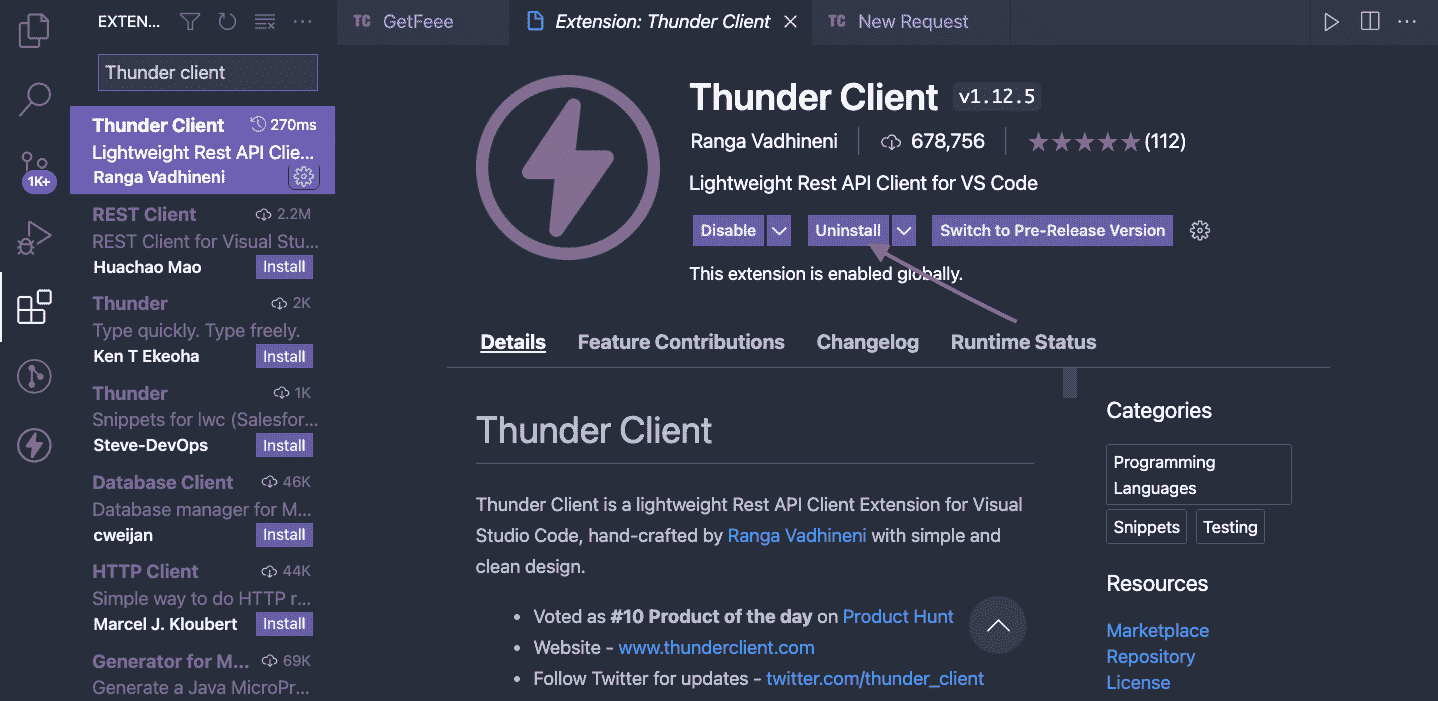 EXTEN...
TC GetFeee
Extension: Thunder Client
TC New Request
Thunder client
Thunder Client 270ms
Lightweight Rest API Clie...
Ranga Vadhineni
1K+
REST Client 2.2M
REST Client for Visual Stu...
Huachao Mao Install
Thunder 2K
Type quickly. Type freely.
Ken T Ekeoha Install
Thunder 1K
Snippets for lwc (Salesfor...
Steve-DevOps Install
Database Client 46K
Database manager for M...
cweijan Install
HTTP Client 44K
Simple way to do HTTP r...
Marcel J. Kloubert Install
Generator for M... 69K
Generate a Java MicroPr...
Thunder Client v1.12.5
Ranga Vadhineni 678,756 (112)
Lightweight Rest API Client for VS Code
Disable Uninstall Switch to Pre-Release Version
This extension is enabled globally.
Details Feature Contributions Changelog Runtime Status
Thunder Client
Thunder Client is a lightweight Rest API Client Extension for Visual
Studio Code, hand-crafted by Ranga Vadhineni with simple and
clean design.
• Voted as #10 Product of the day on Product Hunt
• Website - www.thunderclient.com
• Follow Twitter for updates - twitter.com/thunder_client
Categories
Programming
Languages
Snippets Testing
Resources
Marketplace
Repository
License